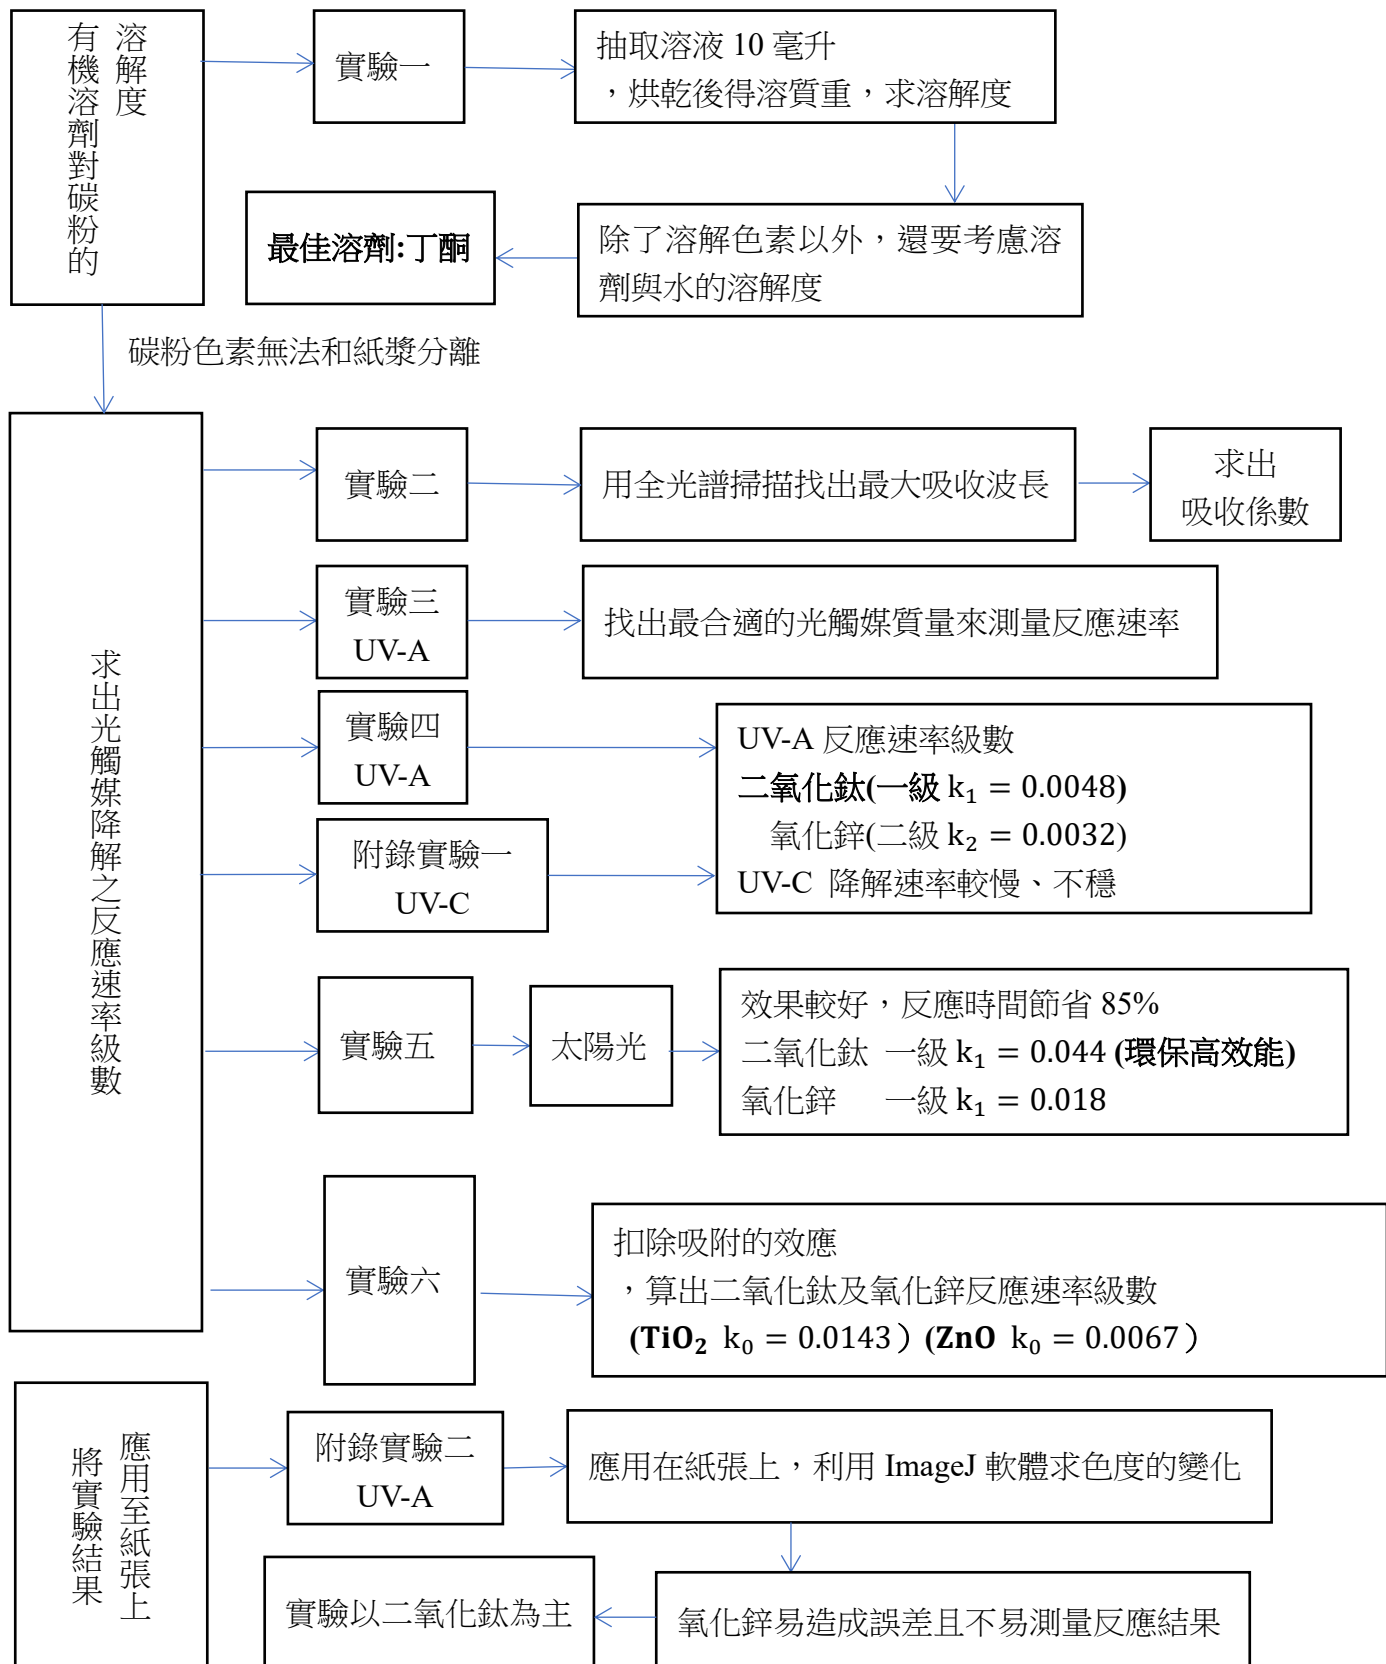 有機溶劑對碳粉的
溶解度
實驗一
抽取溶液 10 毫升
，烘乾後得溶質重，求溶解度
除了溶解色素以外，還要考慮溶
劑與水的溶解度
最佳溶劑:丁酮
碳粉色素無法和紙漿分離
求出光觸媒降解之反應速率級數
實驗二
用全光譜掃描找出最大吸收波長
求出
吸收係數
實驗三
UV-A
找出最合適的光觸媒質量來測量反應速率
實驗四
UV-A
附錄實驗一
UV-C
UV-A 反應速率級數
二氧化鈦(一級 k₁ = 0.0048)
氧化鋅(二級 k₂ = 0.0032)
UV-C 降解速率較慢、不穩
實驗五
太陽光
效果較好，反應時間節省 85%
二氧化鈦 一級 k₁ = 0.044 (環保高效能)
氧化鋅 一級 k₁ = 0.018
實驗六
扣除吸附的效應
，算出二氧化鈦及氧化鋅反應速率級數
(TiO₂ k₀ = 0.0143）(ZnO k₀ = 0.0067）
將實驗結果
應用至紙張上
附錄實驗二
UV-A
應用在紙張上，利用 ImageJ 軟體求色度的變化
氧化鋅易造成誤差且不易測量反應結果
實驗以二氧化鈦為主